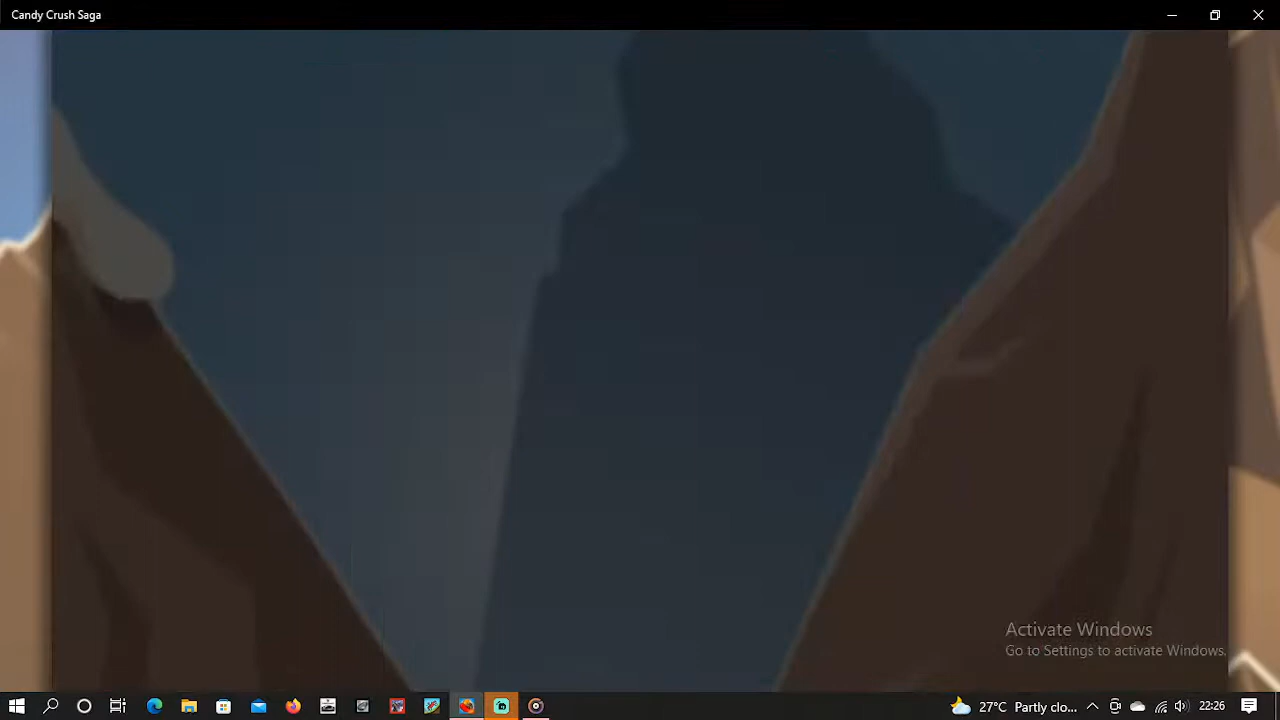 Candy Crush Saga
Activate Windows
Go to Settings to activate Windows.
27°C Partly clo... 22:26